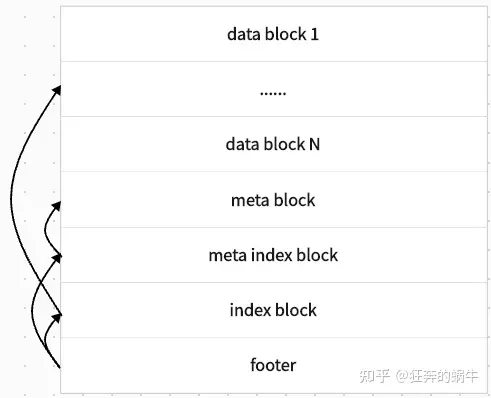 data block 1
......
data block N
meta block
meta index block
index block
footer
知乎 @狂奔的蜗牛